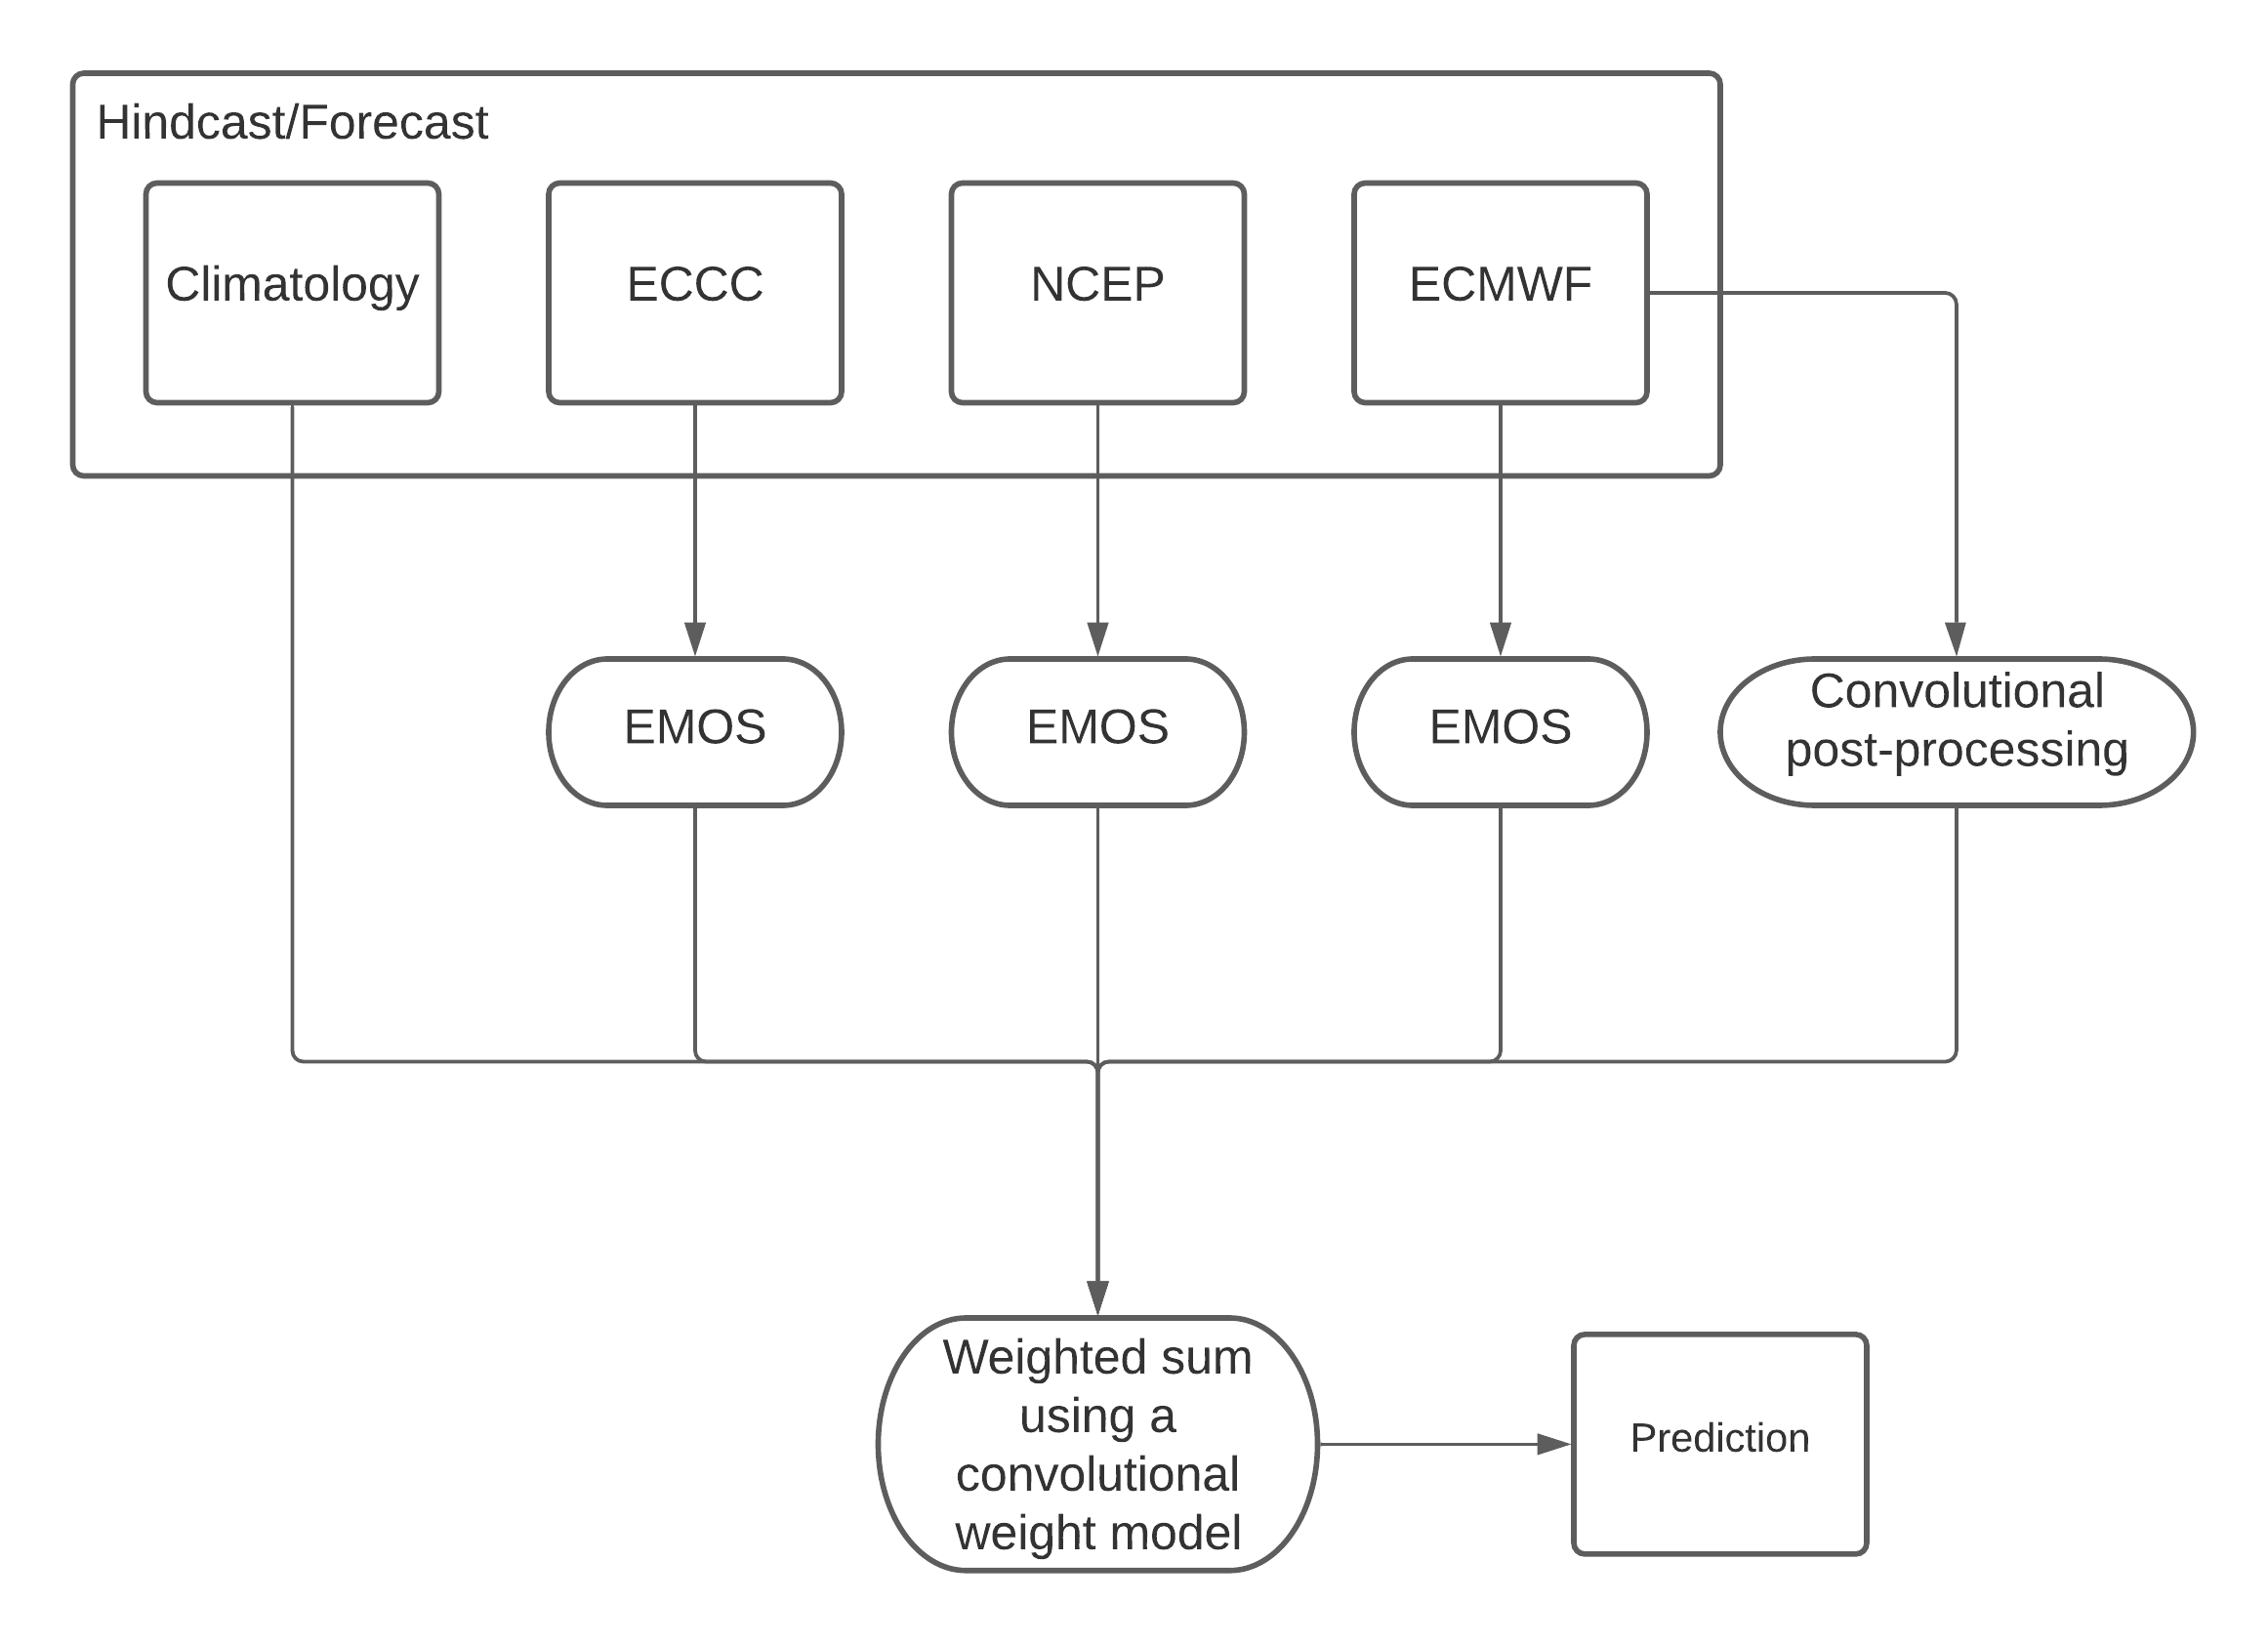 Hindcast/Forecast
Climatology
ECCC
NCEP
ECMWF
EMOS
EMOS
EMOS
Convolutional
post-processing
Weighted sum
using a
convolutional
weight model
Prediction